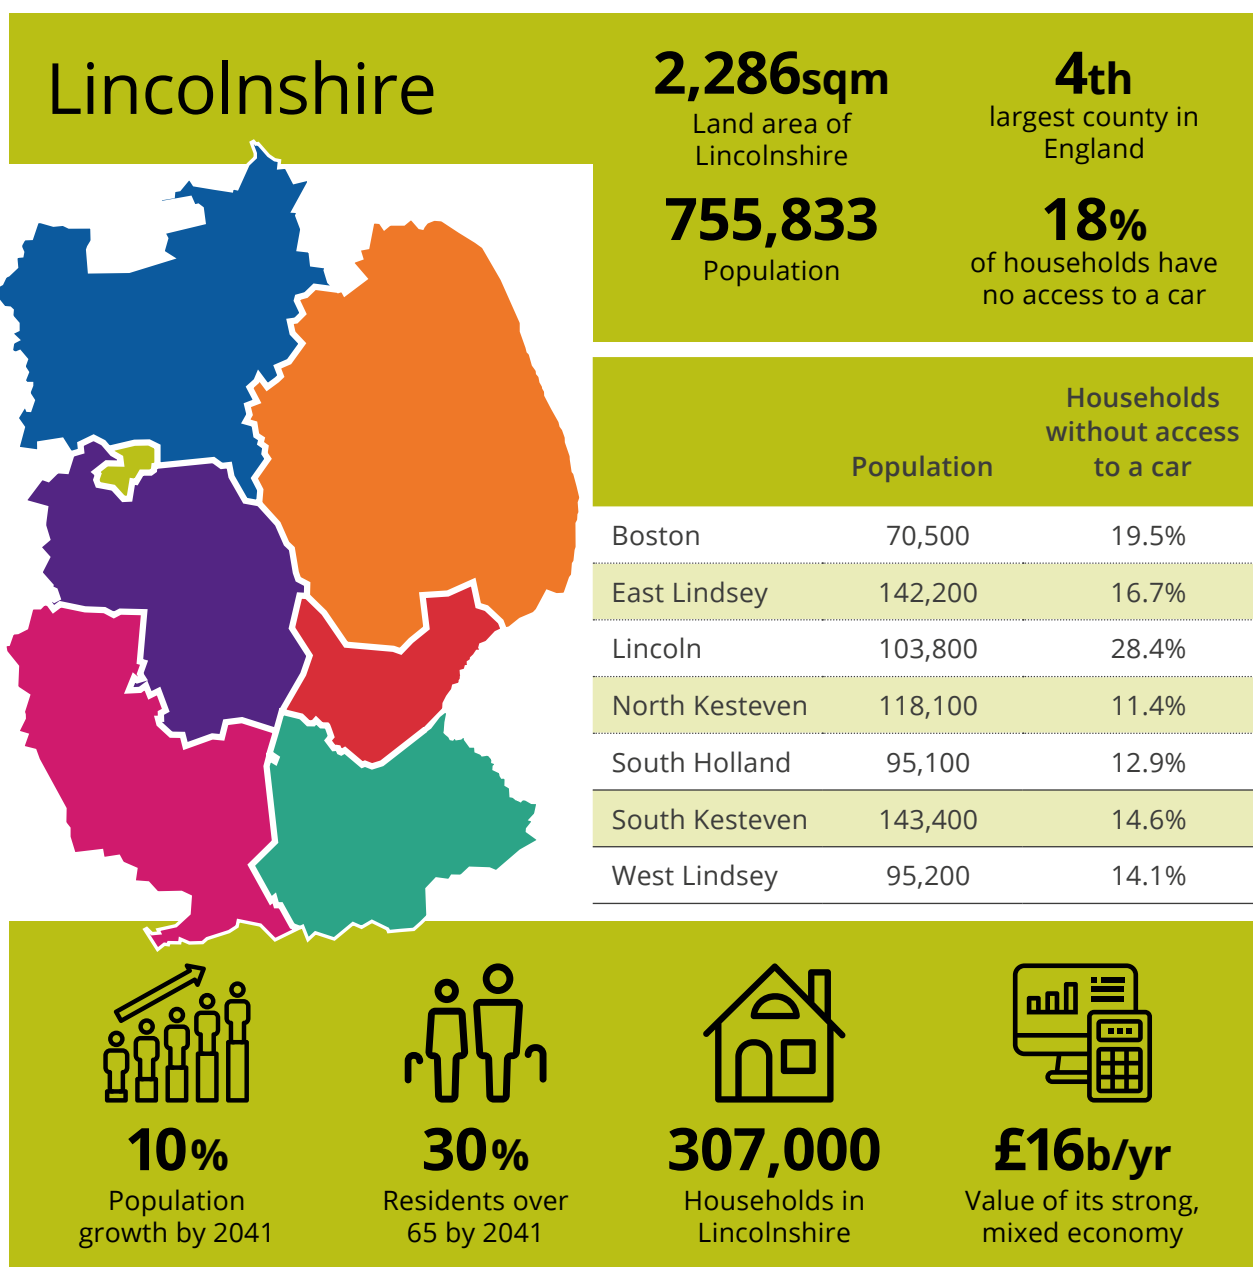 Lincolnshire
2,286sqm
Land area of
Lincolnshire
4th
largest county in
England
755,833
Population
18%
of households have
no access to a car
Households
without access
Population to a car
Boston 70,500 19.5%
East Lindsey 142,200 16.7%
Lincoln 103,800 28.4%
North Kesteven 118,100 11.4%
South Holland 95,100 12.9%
South Kesteven 143,400 14.6%
West Lindsey 95,200 14.1%
10%
Population
growth by 2041
30%
Residents over
65 by 2041
307,000
Households in
Lincolnshire
£16b/yr
Value of its strong,
mixed economy